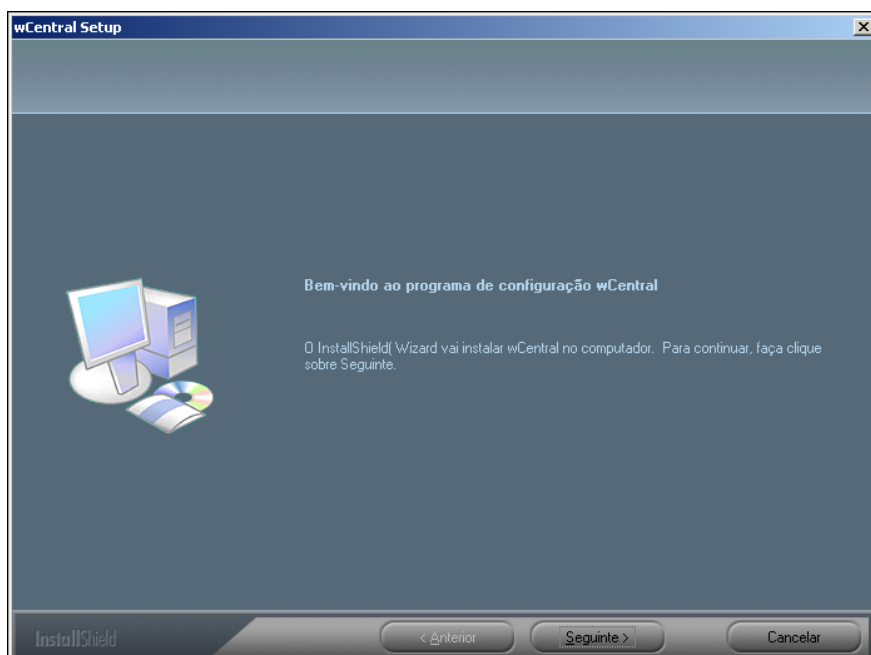 wCentral Setup
Bem-vindo ao programa de configuração wCentral
O InstallShield( Wizard vai instalar wCentral no computador.  Para continuar, faça clique
sobre Seguinte.
InstallShield
< Anterior
Seguinte >
Cancelar